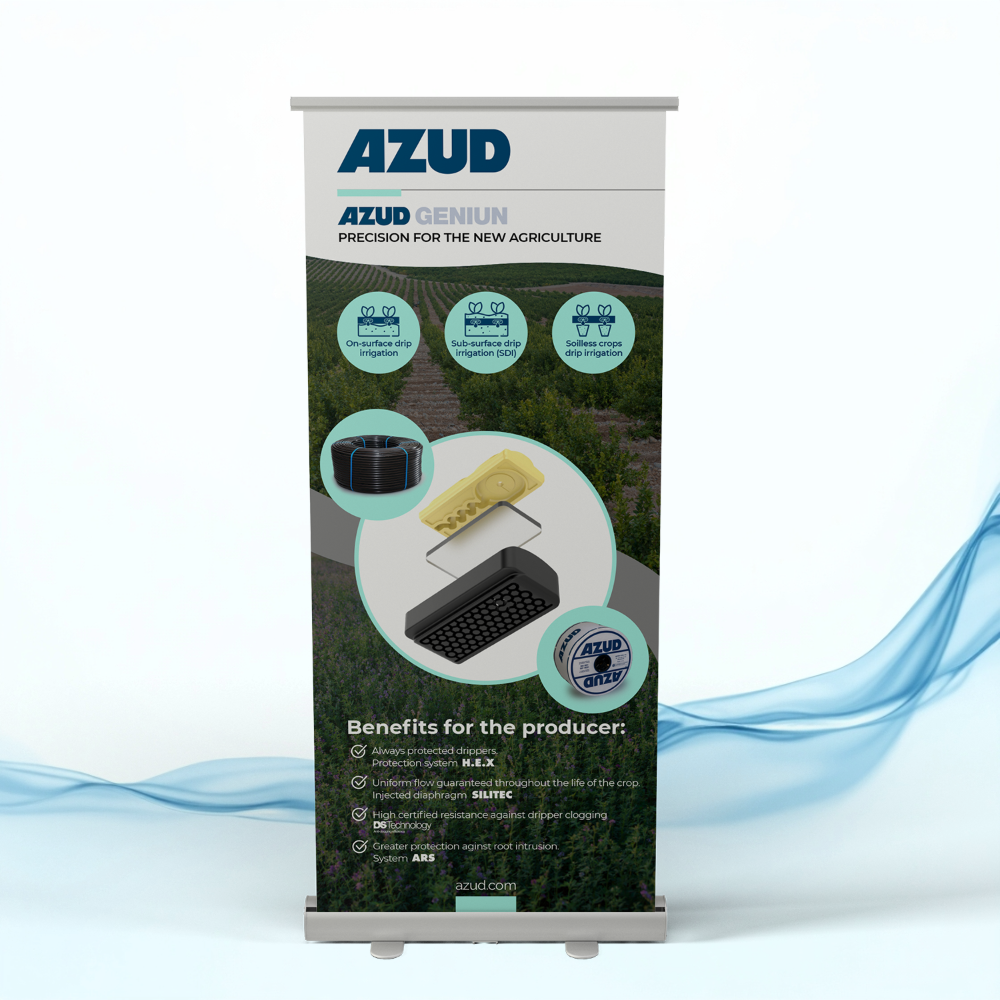 AZUD
AZUD GENIUN
PRECISION FOR THE NEW AGRICULTURE
On-surface drip
irrigation
Sub-surface drip
irrigation (SDI)
Soilless crops
drip irrigation
AZUD
AZUD
AZUD
Benefits for the producer:
Always protected drippers.
Protection system H.E.X
Uniform flow guaranteed throughout the life of the crop.
Injected diaphragm SILITEC
High certified resistance against dripper clogging
DS Technology
Greater protection aginst root intrusion.
System ARS
azud.com